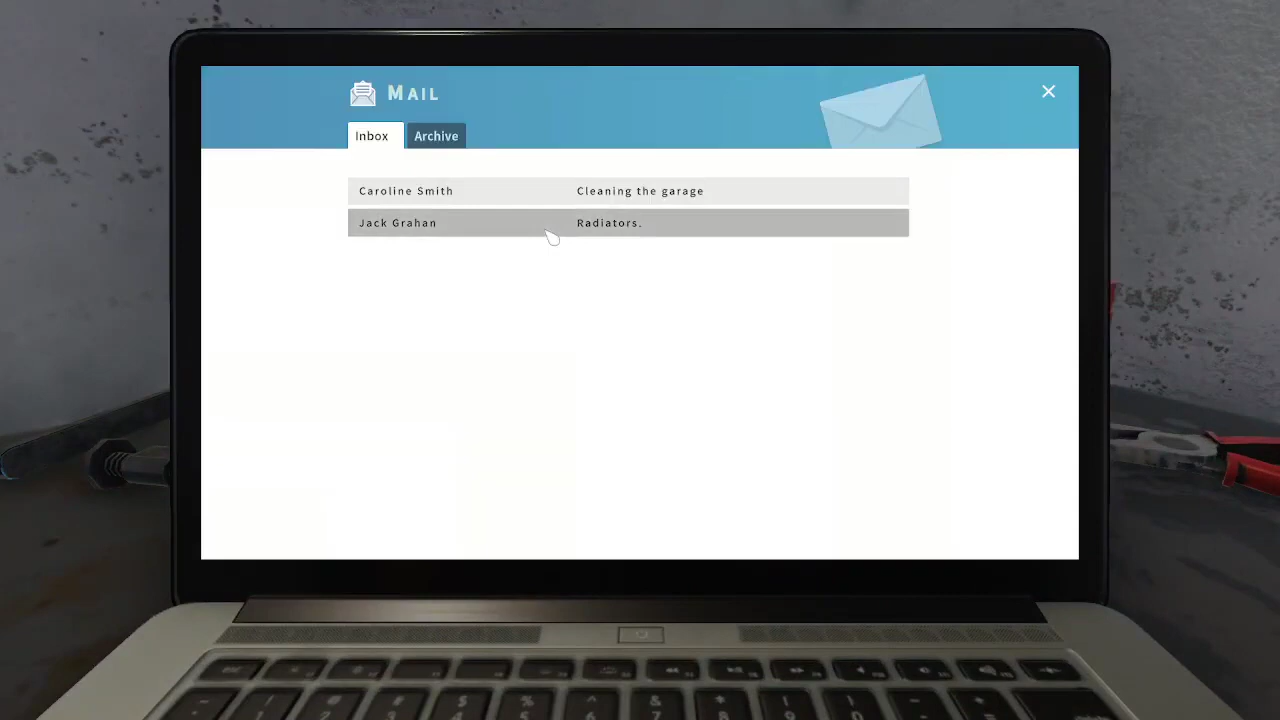 Mail
Inbox Archive
Caroline Smith Cleaning the garage
Jack Grahan Radiators.